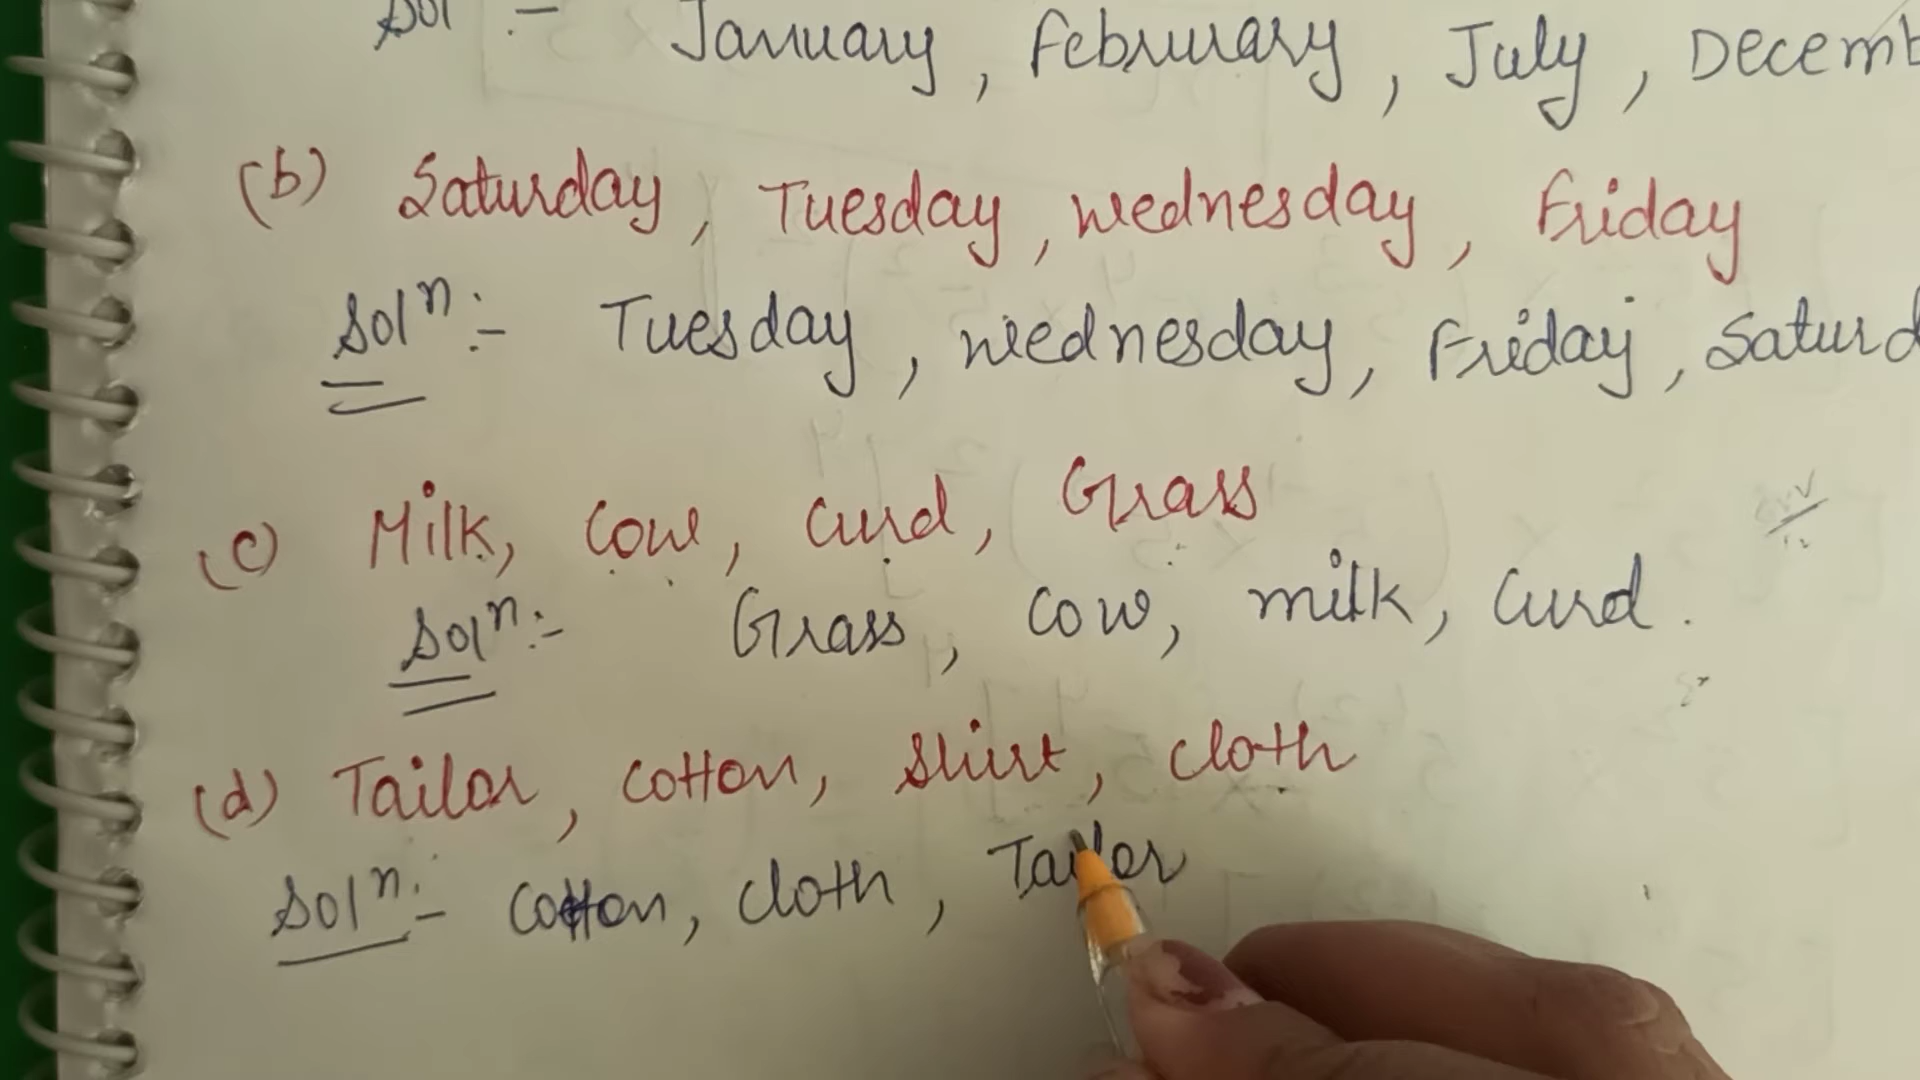 Sol :- January, February, July, Decemb
(b) Saturday, Tuesday, Wednesday, Friday
Solⁿ:- Tuesday, Wednesday, Friday, Saturd
(c) Milk, Cow, Curd, Grass
Solⁿ:- Grass, Cow, milk, Curd.
(d) Tailor, Cotton, Shirt, Cloth
Solⁿ:- Cotton, Cloth, Tailor